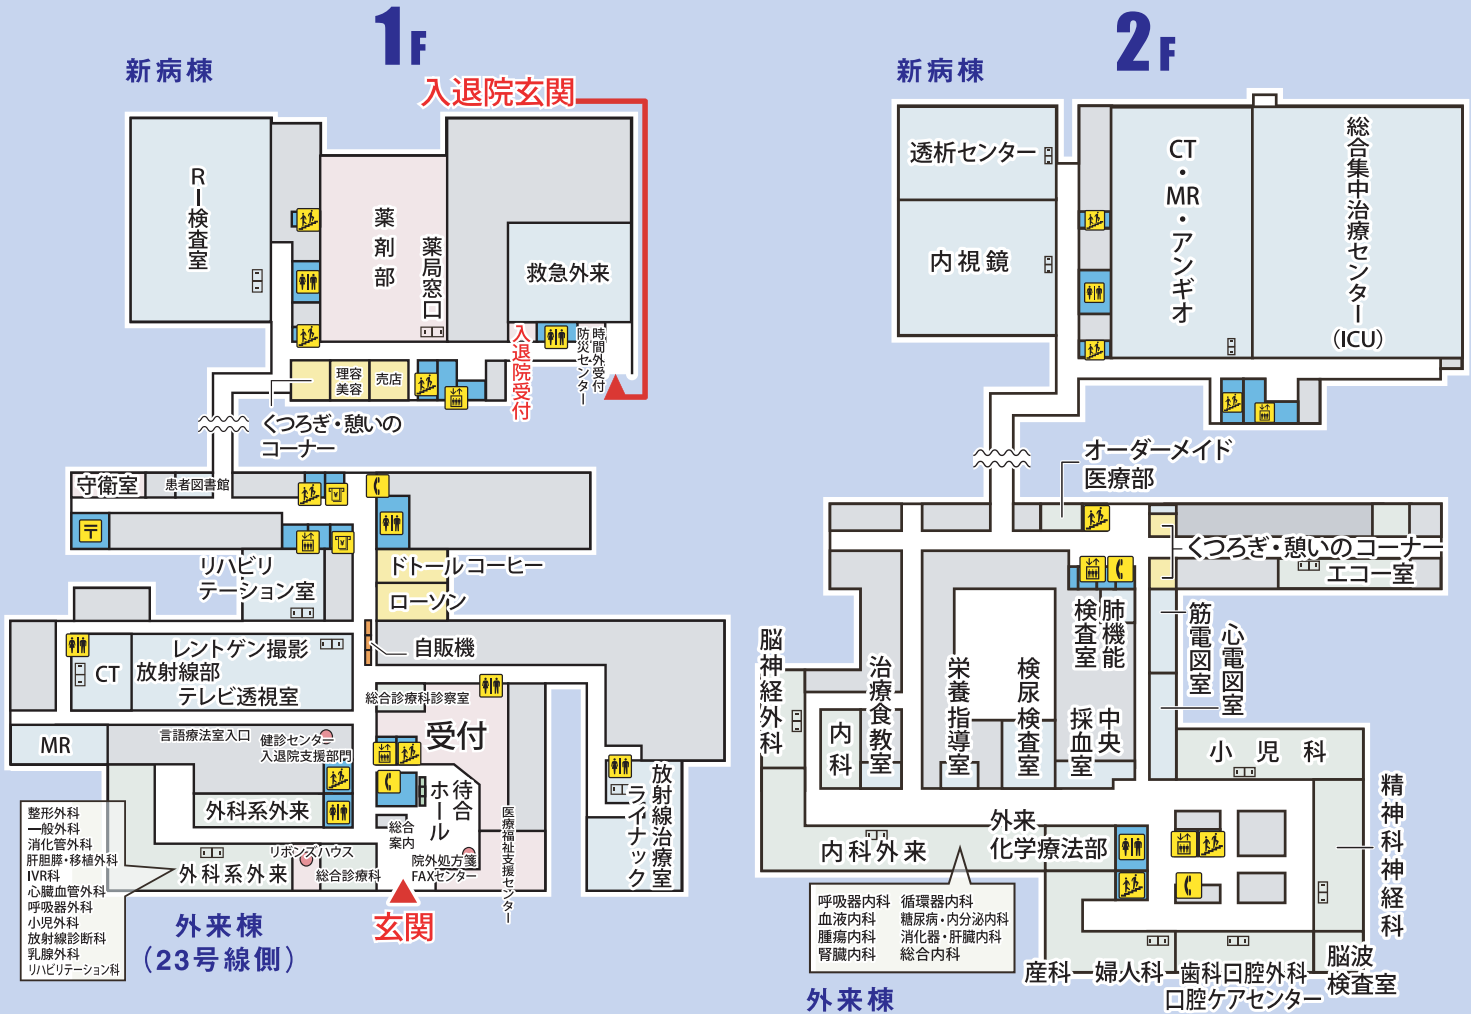 1F
新病棟
入退院玄関
RI検査室
薬剤部
薬局窓口
救急外来
入退院受付
防災センター
時間外受付
理容
美容
売店
くつろぎ・憩いの
コーナー
守衛室
患者図書館
〒
リハビリ
テーション室
ドトールコーヒー
ローソン
自販機
レントゲン撮影
CT
放射線部
テレビ透視室
MR
総合診療科診察室
受付
言語療法室入口
健診センター
入退院支援部門
待合
ホール
外科系外来
総合
案内
院外処方箋
FAXセンター
医療福祉支援センター
放射線治療室
ライナック
リボンズハウス
総合診療科
外科系外来
整形外科
一般外科
消化管外科
肝胆膵・移植外科
IVR科
心臓血管外科
呼吸器外科
小児外科
放射線診断科
乳腺外科
リハビリテーション科
玄関
外来棟
(23号線側)
2F
新病棟
透析センター
内視鏡
CT・MR・アンギオ
総合集中治療センター
(ICU)
オーダーメイド
医療部
くつろぎ・憩いのコーナー
エコー室
肺機能
検査室
筋電図室
心電図室
脳神経外科
治療食教室
内科
栄養指導室
検尿検査室
中央
採血室
小児科
精神科神経科
外来
化学療法部
内科外来
呼吸器内科 循環器内科
血液内科 糖尿病・内分泌内科
腫瘍内科 消化器・肝臓内科
腎臓内科 総合内科
産科
婦人科
歯科口腔外科
口腔ケアセンター
脳波
検査室
外来棟